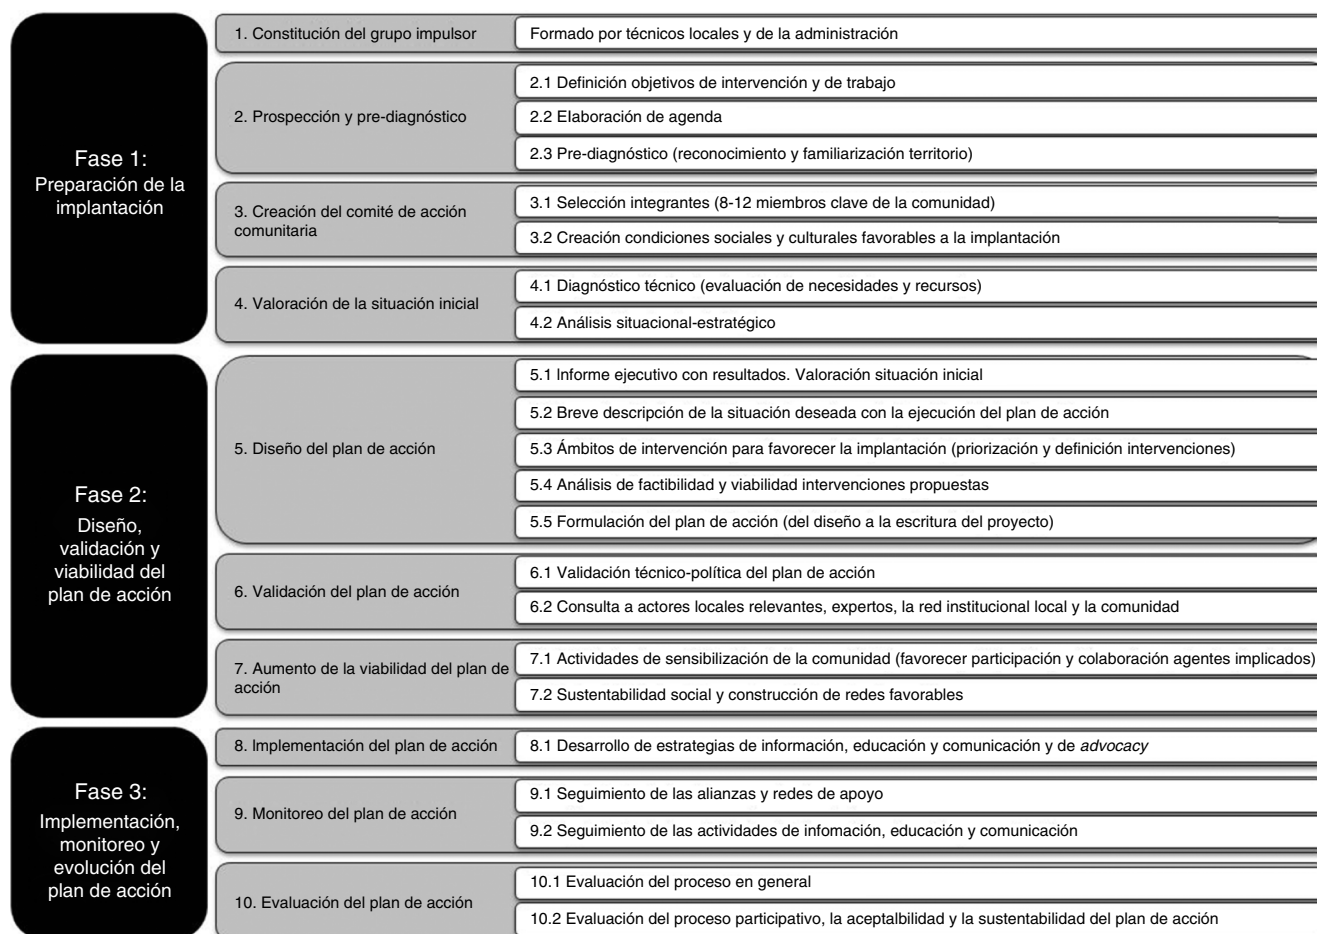 Fase 1:
Preparación de la
implantación
1. Constitución del grupo impulsor
Formado por técnicos locales y de la administración
2. Prospección y pre-diagnóstico
2.1 Definición objetivos de intervención y de trabajo
2.2 Elaboración de agenda
2.3 Pre-diagnóstico (reconocimiento y familiarización territorio)
3. Creación del comité de acción
comunitaria
3.1 Selección integrantes (8-12 miembros clave de la comunidad)
3.2 Creación condiciones sociales y culturales favorables a la implantación
4. Valoración de la situación inicial
4.1 Diagnóstico técnico (evaluación de necesidades y recursos)
4.2 Análisis situacional-estratégico
Fase 2:
Diseño,
validación y
viabilidad del
plan de acción
5. Diseño del plan de acción
5.1 Informe ejecutivo con resultados. Valoración situación inicial
5.2 Breve descripción de la situación deseada con la ejecución del plan de acción
5.3 Ámbitos de intervención para favorecer la implantación (priorización y definición intervenciones)
5.4 Análisis de factibilidad y viabilidad intervenciones propuestas
5.5 Formulación del plan de acción (del diseño a la escritura del proyecto)
6. Validación del plan de acción
6.1 Validación técnico-política del plan de acción
6.2 Consulta a actores locales relevantes, expertos, la red institucional local y la comunidad
7. Aumento de la viabilidad del plan de
acción
7.1 Actividades de sensibilización de la comunidad (favorecer participación y colaboración agentes implicados)
7.2 Sustentabilidad social y construcción de redes favorables
Fase 3:
Implementación,
monitoreo y
evolución del
plan de acción
8. Implementación del plan de acción
8.1 Desarrollo de estrategias de información, educación y comunicación y de advocacy
9. Monitoreo del plan de acción
9.1 Seguimiento de las alianzas y redes de apoyo
9.2 Seguimiento de las actividades de infomación, educación y comunicación
10. Evaluación del plan de acción
10.1 Evaluación del proceso en general
10.2 Evaluación del proceso participativo, la aceptalbilidad y la sustentabilidad del plan de acción